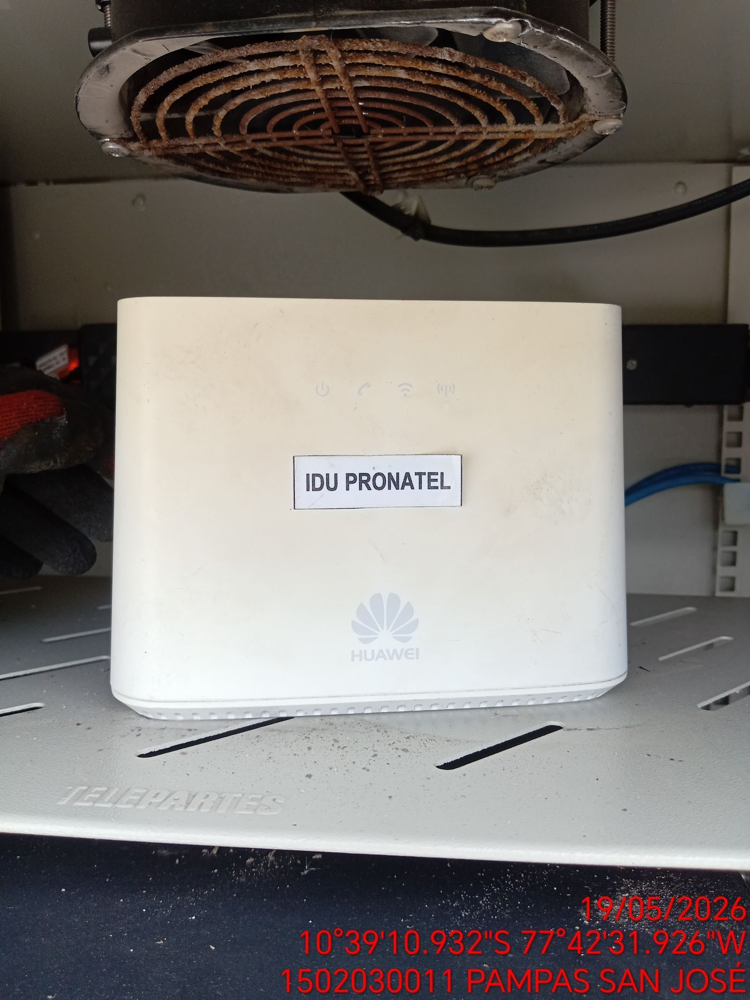 IDU PRONATEL
HUAWEI
TELEPARTES
19/05/2026
10°39'10.932"S 77°42'31.926"W
1502030011 PAMPAS SAN JOSÉ